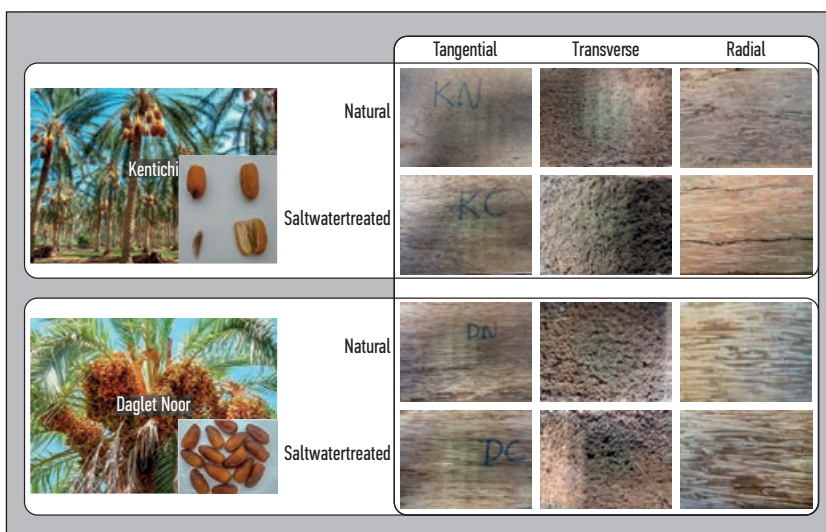 Tangential Transverse Radial
Kentichi
Natural
KN
Saltwatertreated
KC
Daglet Noor
Natural
DN
Saltwatertreated
DC